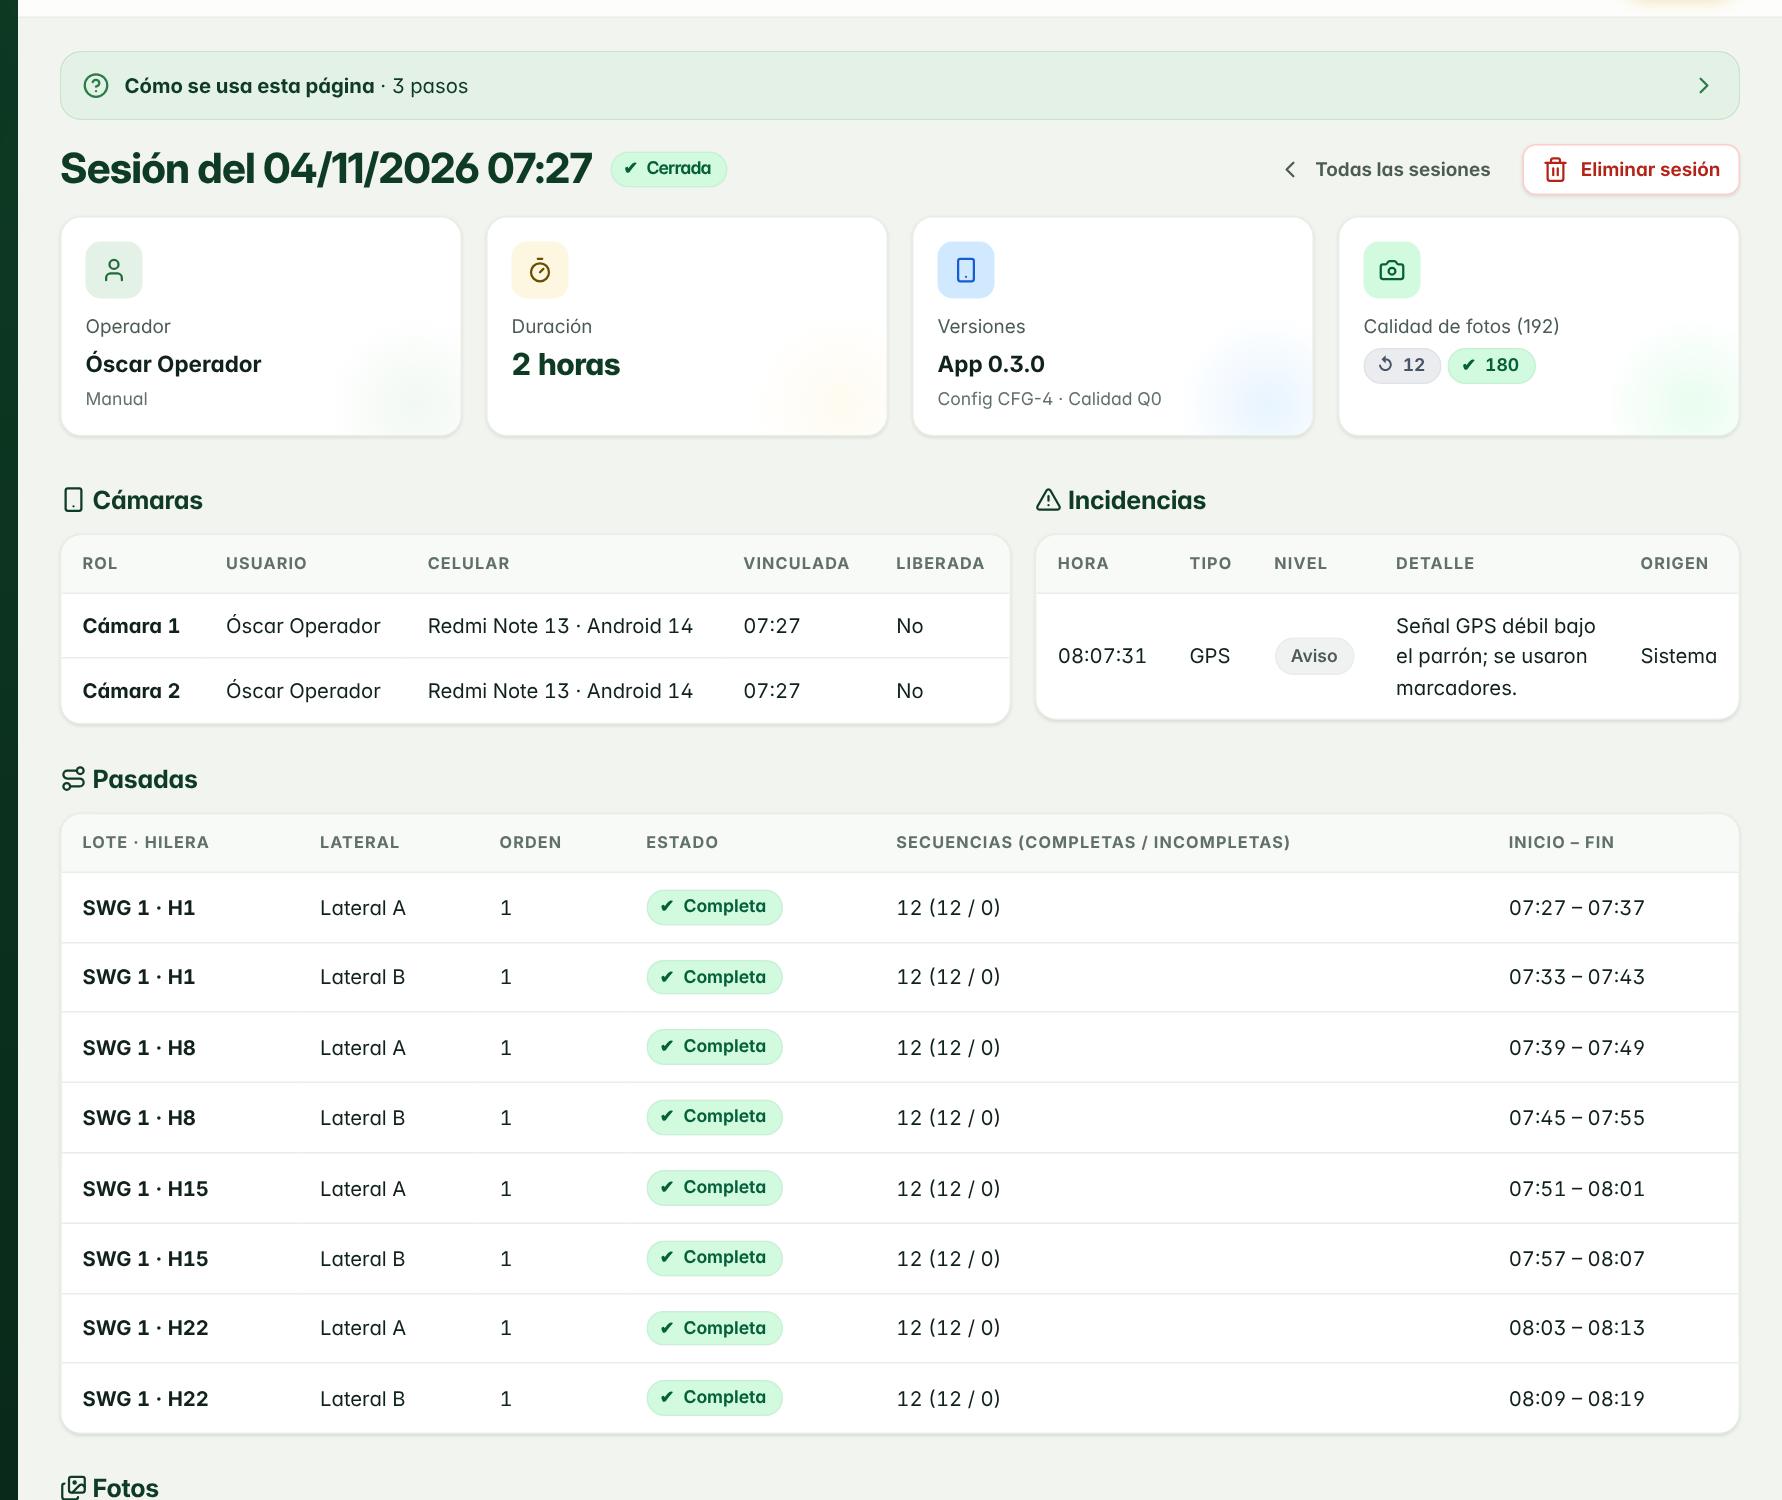 Cómo se usa esta página · 3 pasos
Sesión del 04/11/2026 07:27
✔ Cerrada
Todas las sesiones
Eliminar sesión
Operador
Óscar Operador
Manual
Duración
2 horas
Versiones
App 0.3.0
Config CFG-4 · Calidad Q0
Calidad de fotos (192)
12 ✔ 180
Cámaras
ROL USUARIO CELULAR VINCULADA LIBERADA
Cámara 1 Óscar Operador Redmi Note 13 · Android 14 07:27 No
Cámara 2 Óscar Operador Redmi Note 13 · Android 14 07:27 No
Incidencias
HORA TIPO NIVEL DETALLE ORIGEN
08:07:31 GPS Aviso Señal GPS débil bajo
el parrón; se usaron
marcadores.
Sistema
Pasadas
LOTE · HILERA LATERAL ORDEN ESTADO SECUENCIAS (COMPLETAS / INCOMPLETAS) INICIO – FIN
SWG 1 · H1 Lateral A 1 ✔ Completa 12 (12 / 0) 07:27 – 07:37
SWG 1 · H1 Lateral B 1 ✔ Completa 12 (12 / 0) 07:33 – 07:43
SWG 1 · H8 Lateral A 1 ✔ Completa 12 (12 / 0) 07:39 – 07:49
SWG 1 · H8 Lateral B 1 ✔ Completa 12 (12 / 0) 07:45 – 07:55
SWG 1 · H15 Lateral A 1 ✔ Completa 12 (12 / 0) 07:51 – 08:01
SWG 1 · H15 Lateral B 1 ✔ Completa 12 (12 / 0) 07:57 – 08:07
SWG 1 · H22 Lateral A 1 ✔ Completa 12 (12 / 0) 08:03 – 08:13
SWG 1 · H22 Lateral B 1 ✔ Completa 12 (12 / 0) 08:09 – 08:19
Fotos